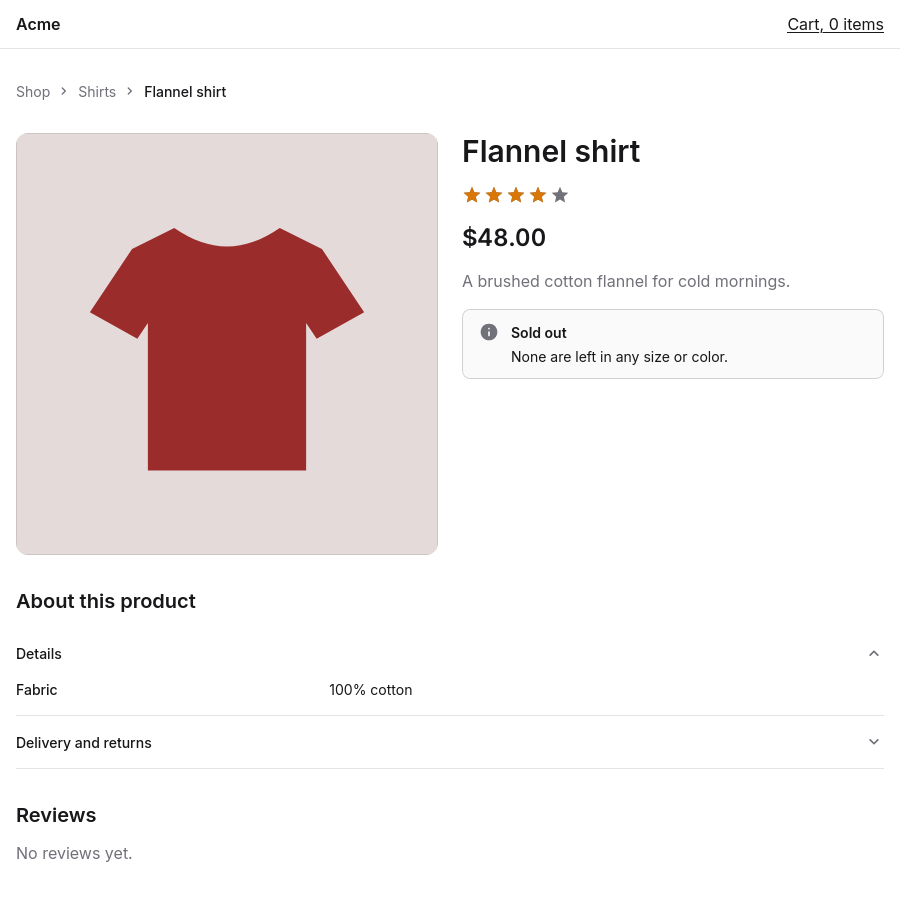 Acme
Cart, 0 items
Shop
Shirts
Flannel shirt
Flannel shirt
$48.00
A brushed cotton flannel for cold mornings.
Sold out
None are left in any size or color.
About this product
Details
Fabric 100% cotton
Delivery and returns
Reviews
No reviews yet.